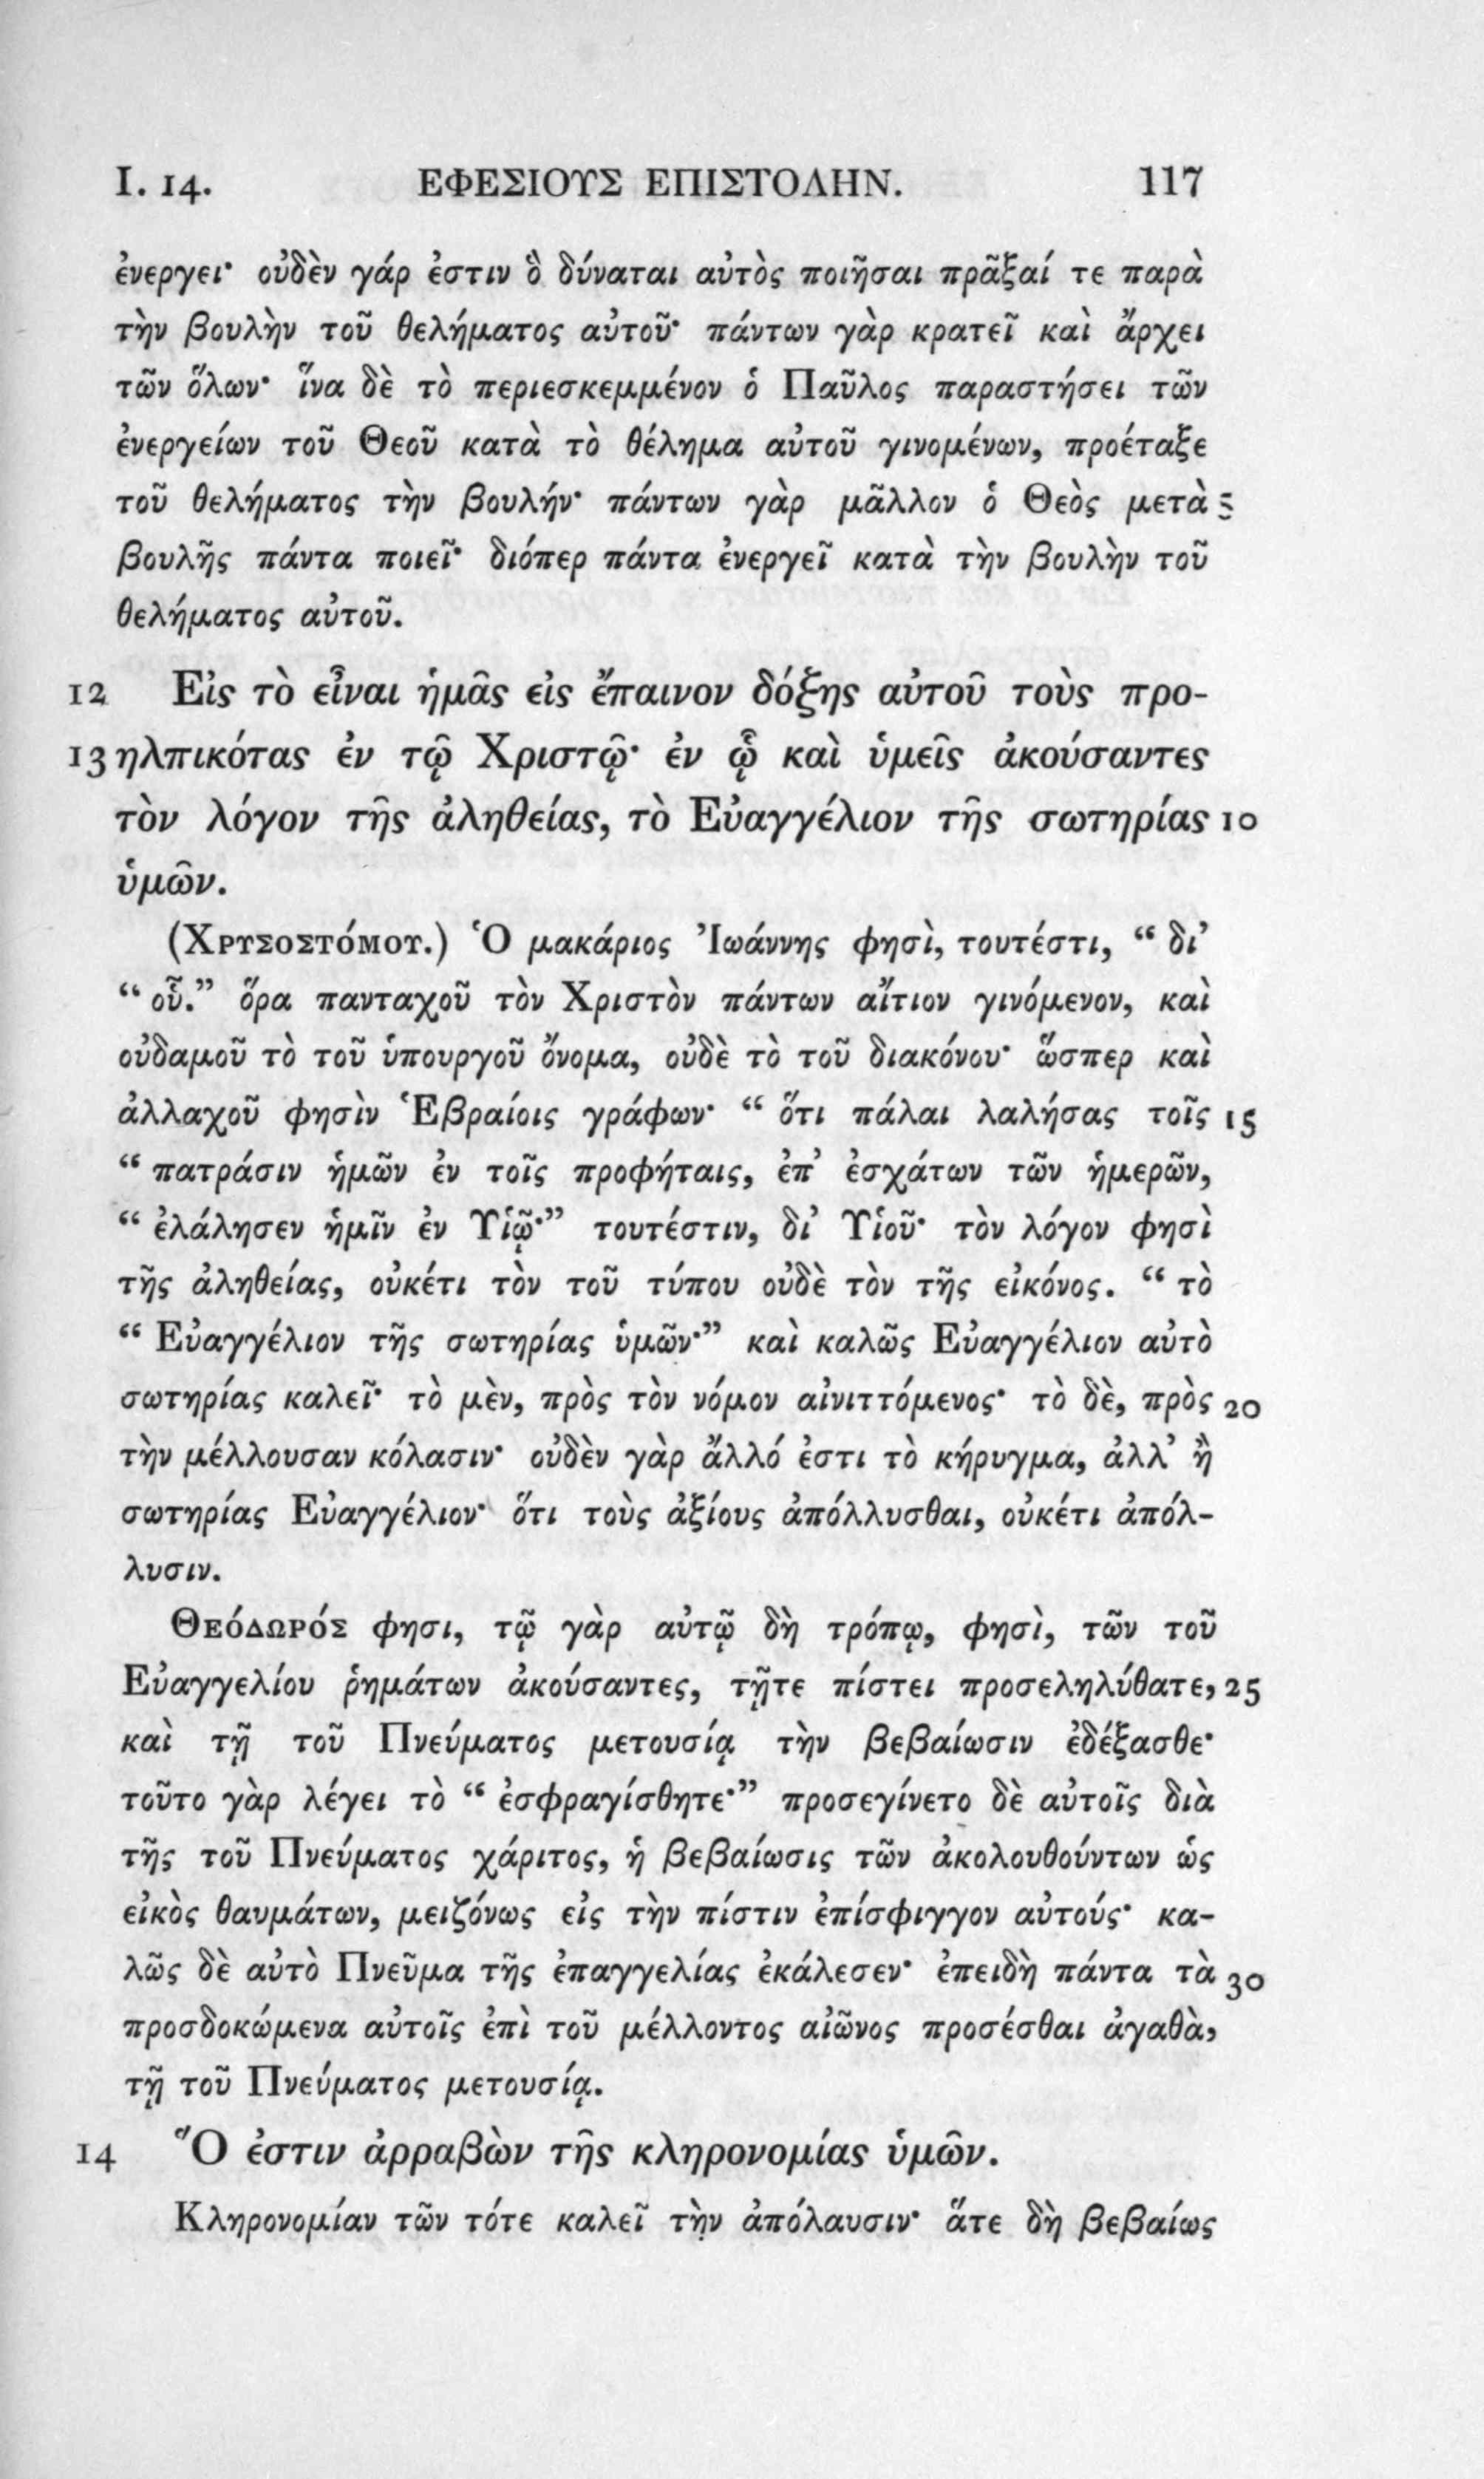 I. 14. ΕΦΕΣΙΟΥΣ ΕΠΙΣΤΟΛΗΝ. 117
ἐνεργει· οὐδὲν γάρ ἐστιν ὃ δύναται αὐτὸς ποιῆσαι πρᾶξαί τε παρὰ
τὴν βουλὴν τοῦ θελήματος αὐτοῦ· πάντων γὰρ κρατεῖ καὶ ἄρχει
τῶν ὅλων· ἵνα δὲ τὸ περιεσκεμμένον ὁ Παῦλος παραστήσει τῶν
ἐνεργείων τοῦ Θεοῦ κατὰ τὸ θέλημα αὐτοῦ γινομένων, προέταξε
τοῦ θελήματος τὴν βουλήν· πάντων γὰρ μᾶλλον ὁ Θεὸς μετὰ 5
βουλῆς πάντα ποιεῖ· διόπερ πάντα ἐνεργεῖ κατὰ τὴν βουλὴν τοῦ
θελήματος αὐτοῦ.
12 Εἰς τὸ εἶναι ἡμᾶς εἰς ἔπαινον δόξης αὐτοῦ τοὺς προ-
13 ηλπικότας ἐν τῷ Χριστῷ· ἐν ᾧ καὶ ὑμεῖς ἀκούσαντες
τὸν λόγον τῆς ἀληθείας, τὸ Εὐαγγέλιον τῆς σωτηρίας 10
ὑμῶν.
(Χρυσοστόμου.) Ὁ μακάριος Ἰωάννης φησὶ, τουτέστι, “ δι’
“ οὗ.” ὅρα πανταχοῦ τὸν Χριστὸν πάντων αἴτιον γινόμενον, καὶ
οὐδαμοῦ τὸ τοῦ ὑπουργοῦ ὄνομα, οὐδὲ τὸ τοῦ διακόνου· ὥσπερ καὶ
ἀλλαχοῦ φησὶν Ἑβραίοις γράφων· “ ὅτι πάλαι λαλήσας τοῖς 15
“ πατράσιν ἡμῶν ἐν τοῖς προφήταις, ἐπ’ ἐσχάτων τῶν ἡμερῶν,
“ ἐλάλησεν ἡμῖν ἐν Υἱῷ·” τουτέστιν, δι’ Υἱοῦ· τὸν λόγον φησὶ
τῆς ἀληθείας, οὐκέτι τὸν τοῦ τύπου οὐδὲ τὸν τῆς εἰκόνος. “ τὸ
“ Εὐαγγέλιον τῆς σωτηρίας ὑμῶν·” καὶ καλῶς Εὐαγγέλιον αὐτὸ
σωτηρίας καλεῖ· τὸ μὲν, πρὸς τὸν νόμον αἰνιττόμενος· τὸ δὲ, πρὸς 20
τὴν μέλλουσαν κόλασιν· οὐδὲν γὰρ ἄλλό ἐστι τὸ κήρυγμα, ἀλλ’ ἢ
σωτηρίας Εὐαγγέλιον· ὅτι τοὺς ἀξίους ἀπόλλυσθαι, οὐκέτι ἀπόλ-
λυσιν.
Θεόδωρός φησι, τῷ γὰρ αὐτῷ δὴ τρόπῳ, φησὶ, τῶν τοῦ
Εὐαγγελίου ῥημάτων ἀκούσαντες, τῇτε πίστει προσεληλύθατε, 25
καὶ τῇ τοῦ Πνεύματος μετουσίᾳ τὴν βεβαίωσιν ἐδέξασθε·
τοῦτο γὰρ λέγει τὸ “ ἐσφραγίσθητε·” προσεγίνετο δὲ αὐτοῖς διὰ
τῆς τοῦ Πνεύματος χάριτος, ἡ βεβαίωσις τῶν ἀκολουθούντων ὡς
εἰκὸς θαυμάτων, μειζόνως εἰς τὴν πίστιν ἐπίσφιγγον αὐτούς· κα-
λῶς δὲ αὐτὸ Πνεῦμα τῆς ἐπαγγελίας ἐκάλεσεν· ἐπειδὴ πάντα τὰ 30
προσδοκώμενα αὐτοῖς ἐπὶ τοῦ μέλλοντος αἰῶνος προσέσθαι ἀγαθὰ,
τῇ τοῦ Πνεύματος μετουσίᾳ.
14 Ὅ ἐστιν ἀρραβὼν τῆς κληρονομίας ὑμῶν.
Κληρονομίαν τῶν τότε καλεῖ τὴν ἀπόλαυσιν· ἅτε δὴ βεβαίως